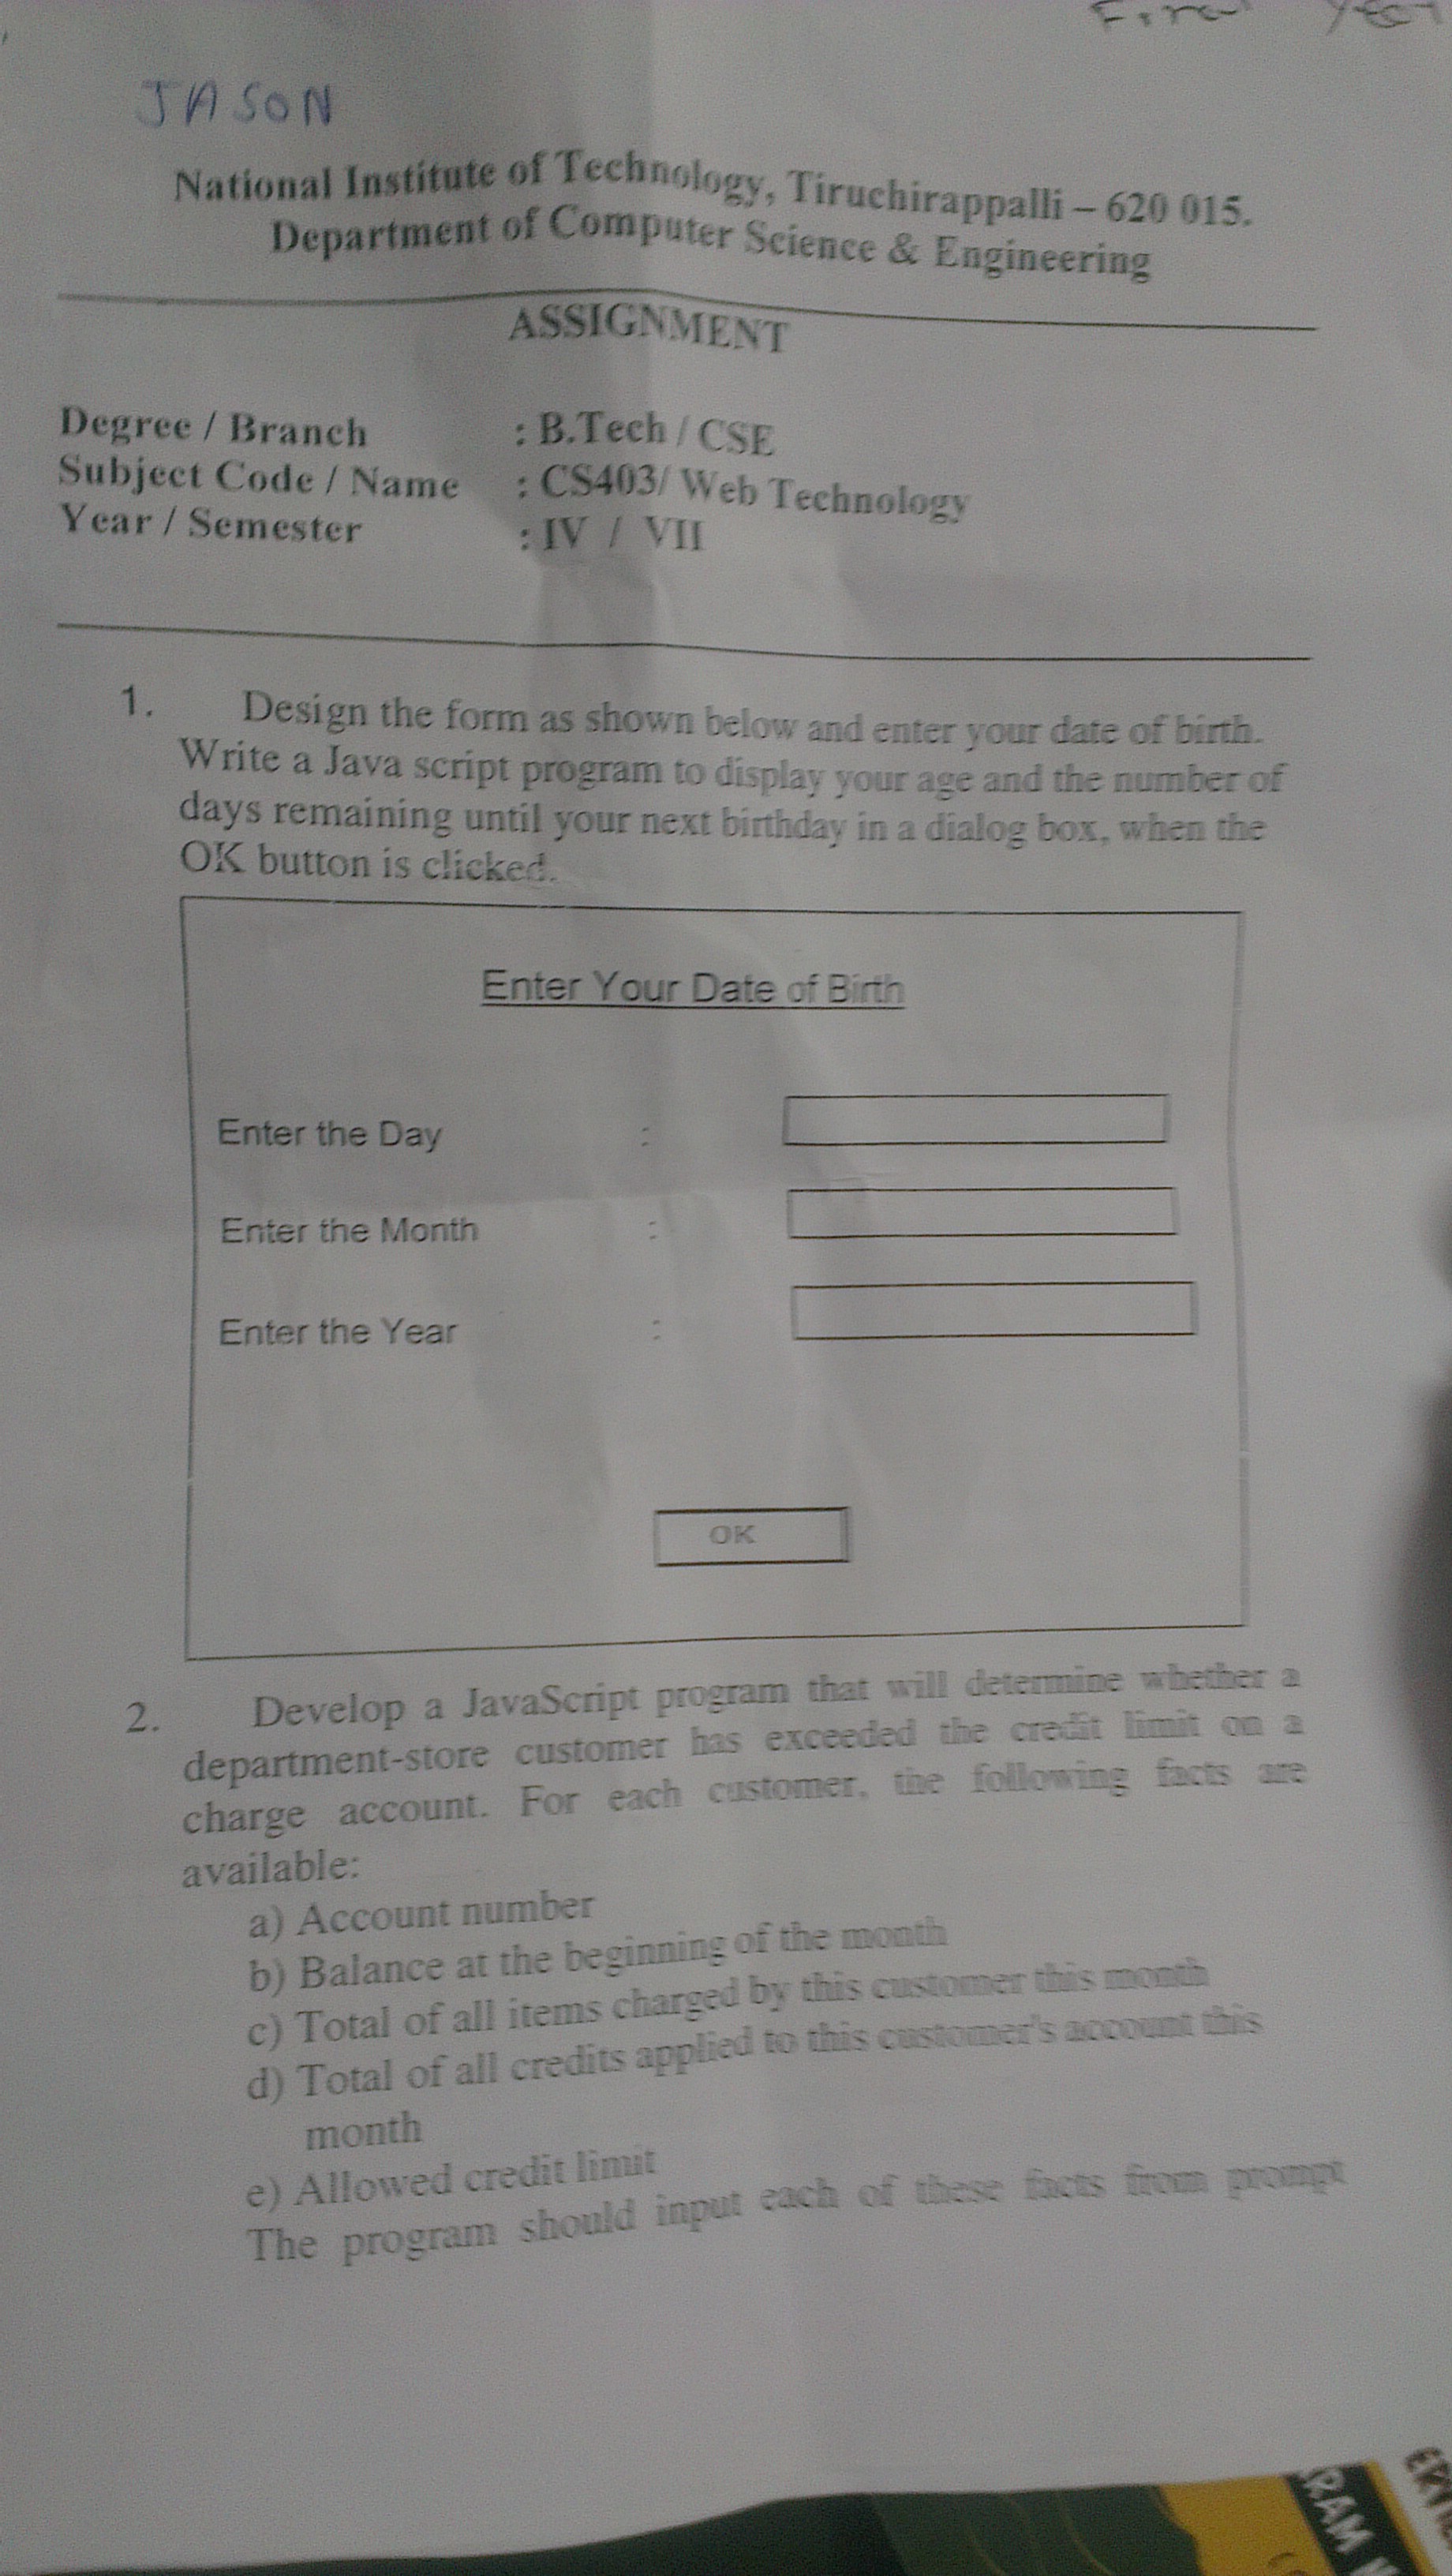 Final Year
JASON
National Institute of Technology, Tiruchirappalli – 620 015.
Department of Computer Science & Engineering
ASSIGNMENT
Degree / Branch : B.Tech / CSE
Subject Code / Name : CS403/ Web Technology
Year / Semester : IV / VII
1. Design the form as shown below and enter your date of birth.
Write a Java script program to display your age and the number of
days remaining until your next birthday in a dialog box, when the
OK button is clicked.
Enter Your Date of Birth
Enter the Day :
Enter the Month :
Enter the Year :
OK
2. Develop a JavaScript program that will determine whether a
department-store customer has exceeded the credit limit on a
charge account. For each customer, the following facts are
available:
a) Account number
b) Balance at the beginning of the month
c) Total of all items charged by this customer this month
d) Total of all credits applied to this customer's account this
month
e) Allowed credit limit
The program should input each of these facts from prompt